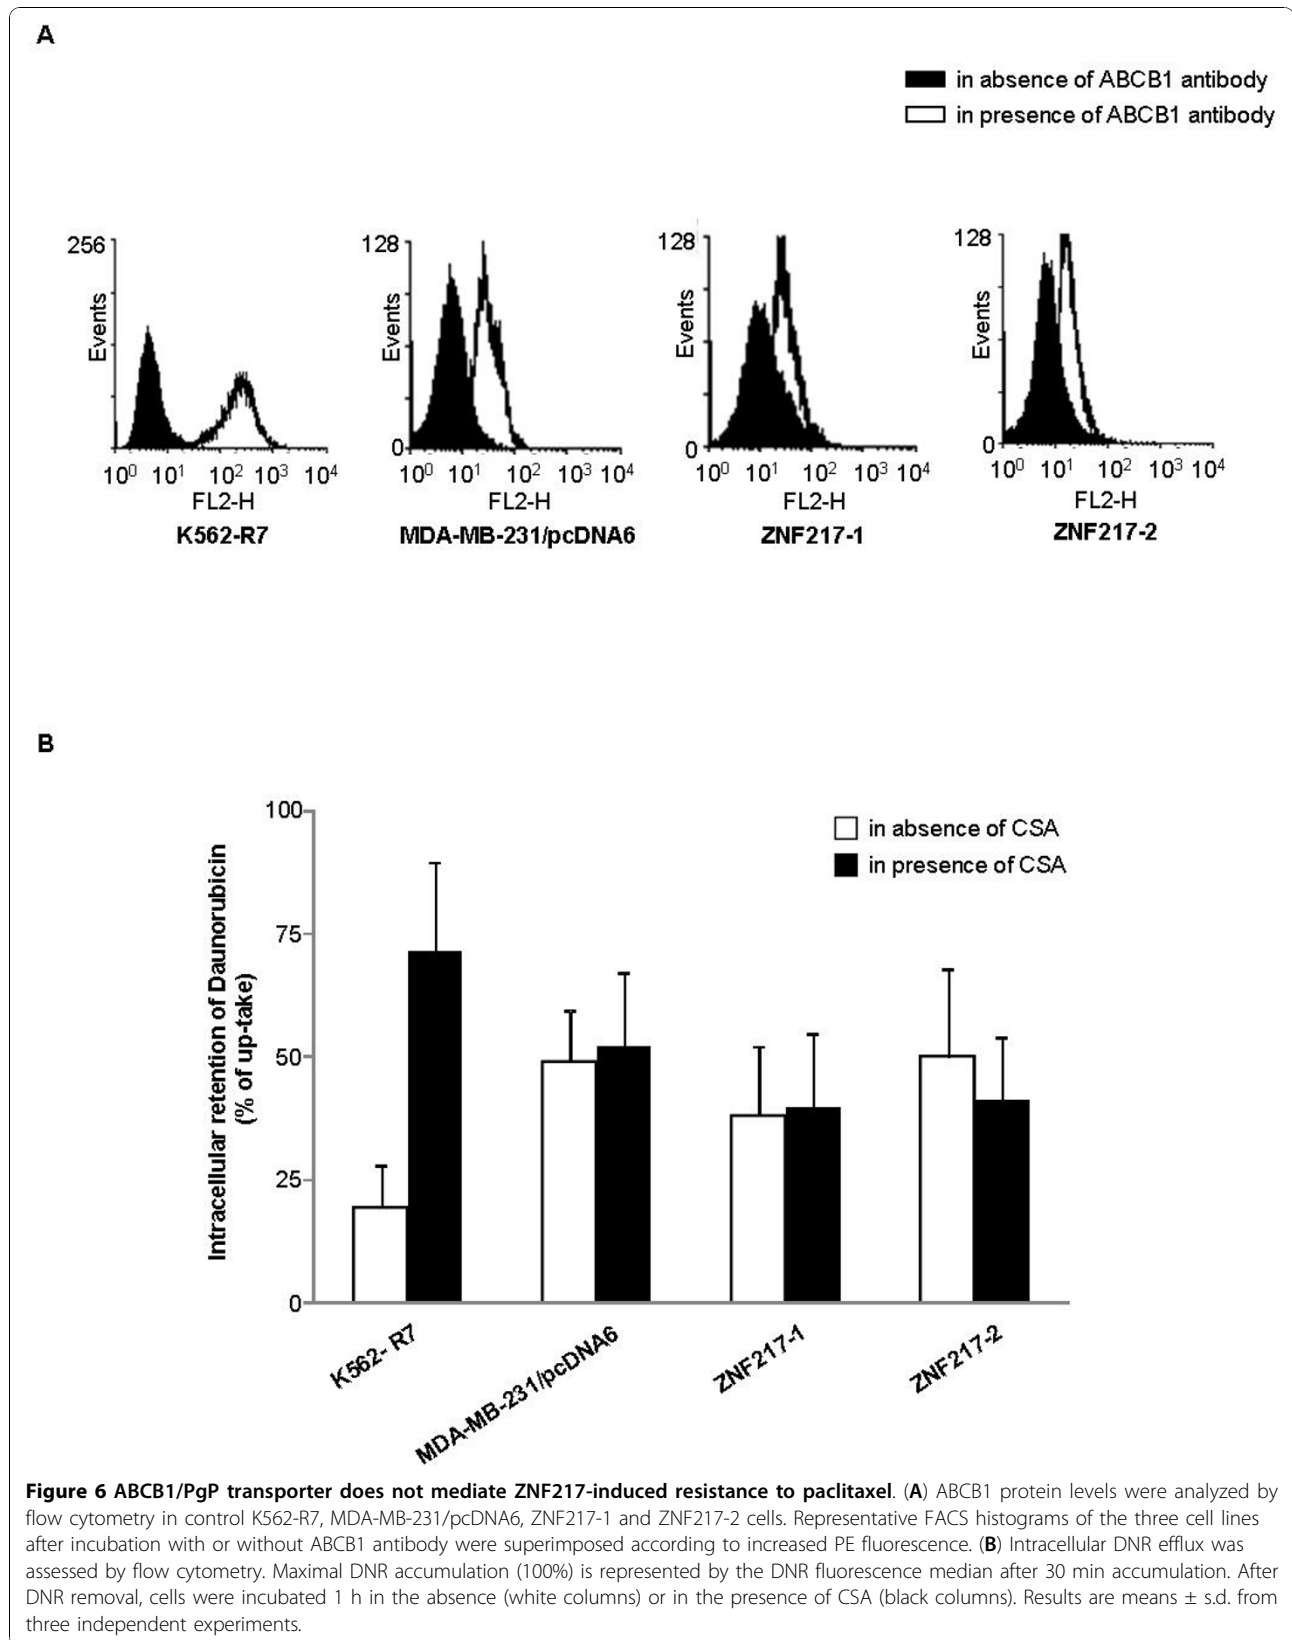 A
in absence of ABCB1 antibody
in presence of ABCB1 antibody
256
Events
10⁰ 10¹ 10² 10³ 10⁴
FL2-H
K562-R7
128
Events
0
10⁰ 10¹ 10² 10³ 10⁴
FL2-H
MDA-MB-231/pcDNA6
128
Events
0
10⁰ 10¹ 10² 10³ 10⁴
FL2-H
ZNF217-1
128
Events
0
10⁰ 10¹ 10² 10³ 10⁴
FL2-H
ZNF217-2
B
in absence of CSA
in presence of CSA
Intracellular retention of Daunorubicin
(% of up-take)
100
75
50
25
0
K562- R7
MDA-MB-231/pcDNA6
ZNF217-1
ZNF217-2
Figure 6 ABCB1/PgP transporter does not mediate ZNF217-induced resistance to paclitaxel. (A) ABCB1 protein levels were analyzed by
flow cytometry in control K562-R7, MDA-MB-231/pcDNA6, ZNF217-1 and ZNF217-2 cells. Representative FACS histograms of the three cell lines
after incubation with or without ABCB1 antibody were superimposed according to increased PE fluorescence. (B) Intracellular DNR efflux was
assessed by flow cytometry. Maximal DNR accumulation (100%) is represented by the DNR fluorescence median after 30 min accumulation. After
DNR removal, cells were incubated 1 h in the absence (white columns) or in the presence of CSA (black columns). Results are means ± s.d. from
three independent experiments.